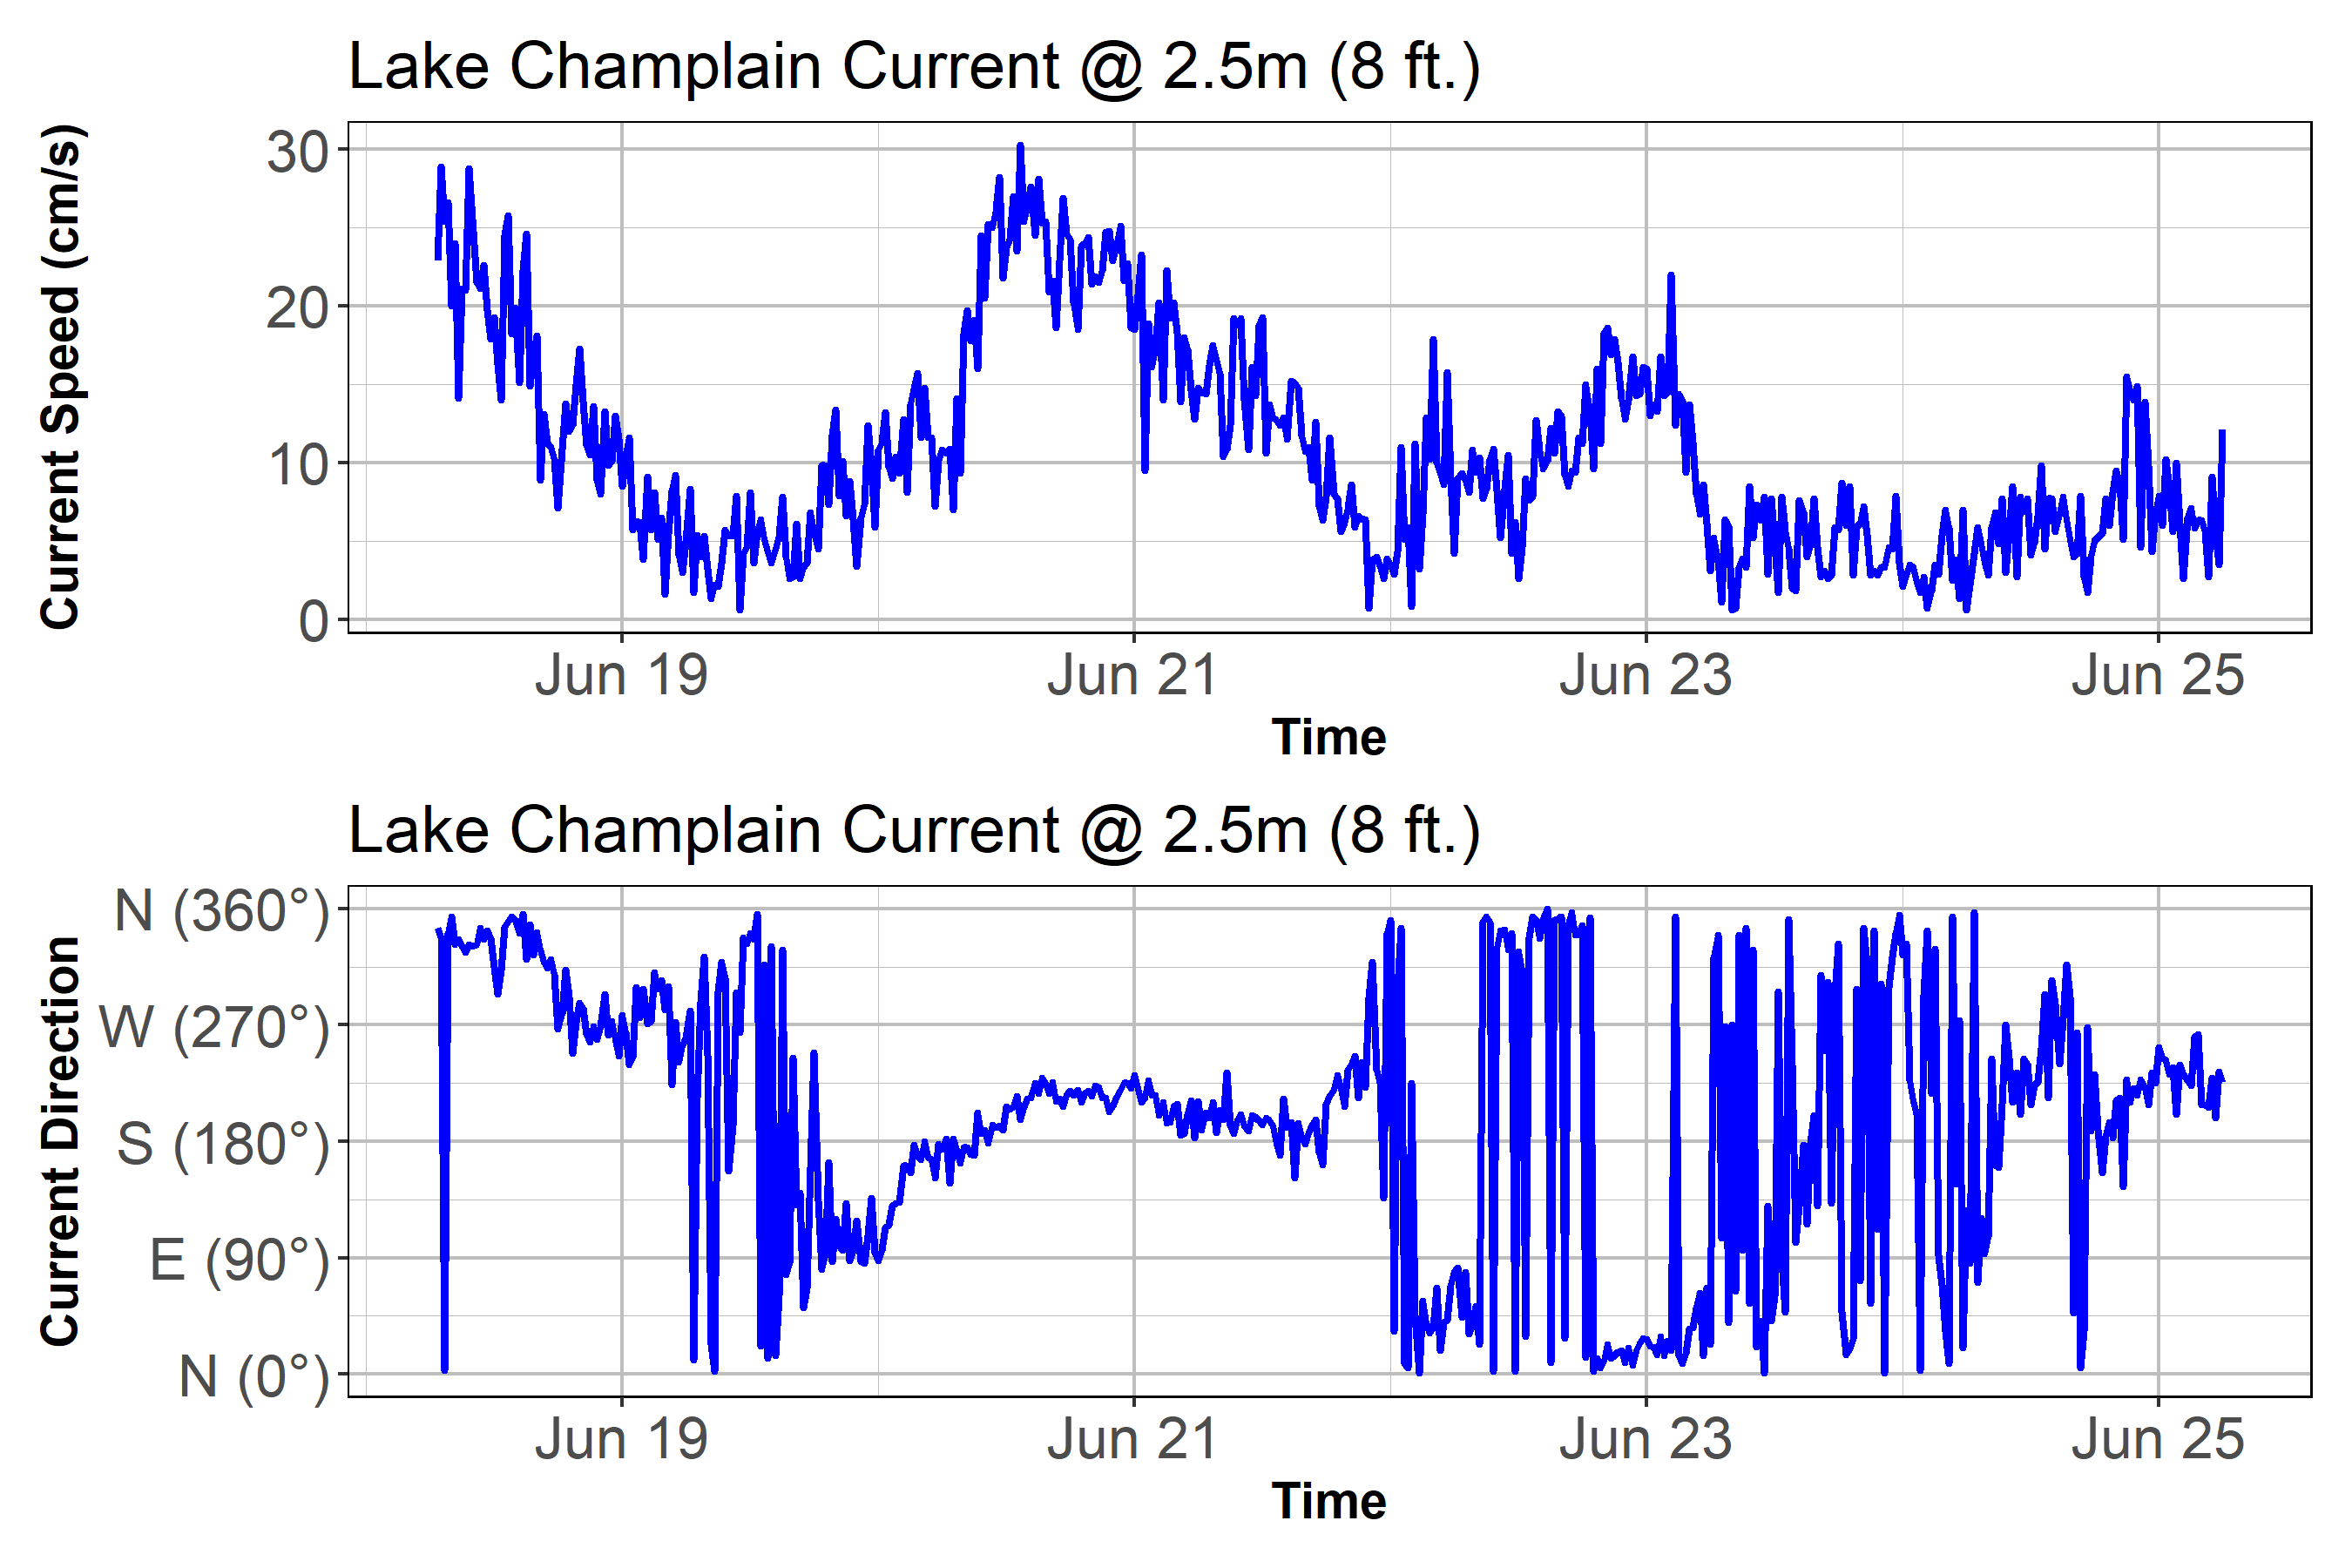 Lake Champlain Current @ 2.5m (8 ft.)
Current Speed (cm/s)
30
20
10
0
Jun 19 Jun 21 Jun 23 Jun 25
Time
Lake Champlain Current @ 2.5m (8 ft.)
Current Direction
N (360°)
W (270°)
S (180°)
E (90°)
N (0°)
Jun 19 Jun 21 Jun 23 Jun 25
Time